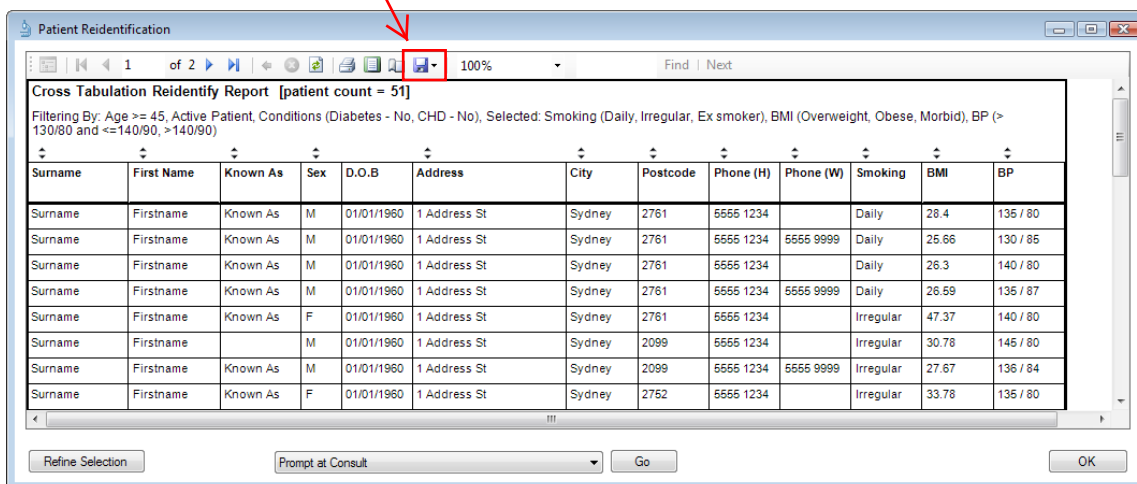 Patient Reidentification
1 of 2 100% Find | Next
Cross Tabulation Reidentify Report [patient count = 51]
Filtering By: Age >= 45, Active Patient, Conditions (Diabetes - No, CHD - No), Selected: Smoking (Daily, Irregular, Ex smoker), BMI (Overweight, Obese, Morbid), BP (>
130/80 and <=140/90, >140/90)
Surname First Name Known As Sex D.O.B Address City Postcode Phone (H) Phone (W) Smoking BMI BP
Surname Firstname Known As M 01/01/1960 1 Address St Sydney 2761 5555 1234 Daily 28.4 135 / 80
Surname Firstname Known As M 01/01/1960 1 Address St Sydney 2761 5555 1234 5555 9999 Daily 25.66 130 / 85
Surname Firstname Known As M 01/01/1960 1 Address St Sydney 2761 5555 1234 Daily 26.3 140 / 80
Surname Firstname Known As M 01/01/1960 1 Address St Sydney 2761 5555 1234 5555 9999 Daily 26.59 135 / 87
Surname Firstname Known As F 01/01/1960 1 Address St Sydney 2761 5555 1234 Irregular 47.37 140 / 80
Surname Firstname M 01/01/1960 1 Address St Sydney 2099 5555 1234 Irregular 30.78 145 / 80
Surname Firstname Known As M 01/01/1960 1 Address St Sydney 2099 5555 1234 5555 9999 Irregular 27.67 136 / 84
Surname Firstname Known As F 01/01/1960 1 Address St Sydney 2752 5555 1234 Irregular 33.78 135 / 80
Refine Selection Prompt at Consult Go OK